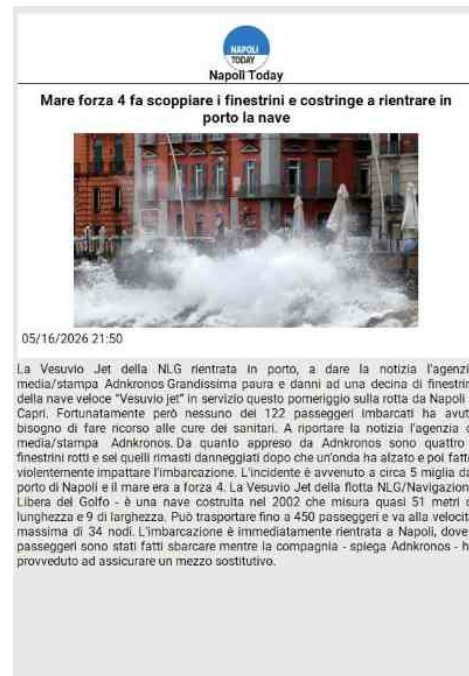 NAPOLI
TODAY
Napoli Today
Mare forza 4 fa scoppiare i finestrini e costringe a rientrare in
porto la nave
05/16/2026 21:50
La Vesuvio Jet della NLG rientrata in porto, a dare la notizia l'agenzi
media/stampa Adnkronos Grandissima paura e danni ad una decina di finestrin
della nave veloce "Vesuvio jet" in servizio questo pomeriggio sulla rotta da Napoli
Capri. Fortunatamente però nessuno dei 122 passeggeri imbarcati ha avut
bisogno di fare ricorso alle cure dei sanitari. A riportare la notizia l'agenzia d
media/stampa Adnkronos. Da quanto appreso da Adnkronos sono quattro
finestrini rotti e sei quelli rimasti danneggiati dopo che un'onda ha alzato e poi fatt
violentemente impattare l'imbarcazione. L'incidente è avvenuto a circa 5 miglia da
porto di Napoli e il mare era a forza 4. La Vesuvio Jet della flotta NLG/Navigazion
Libera del Golfo - è una nave costruita nel 2002 che misura quasi 51 metri d
lunghezza e 9 di larghezza. Può trasportare fino a 450 passeggeri e va alla velocit
massima di 34 nodi. L'imbarcazione è immediatamente rientrata a Napoli, dove
passeggeri sono stati fatti sbarcare mentre la compagnia - spiega Adnkronos - h
provveduto ad assicurare un mezzo sostitutivo.